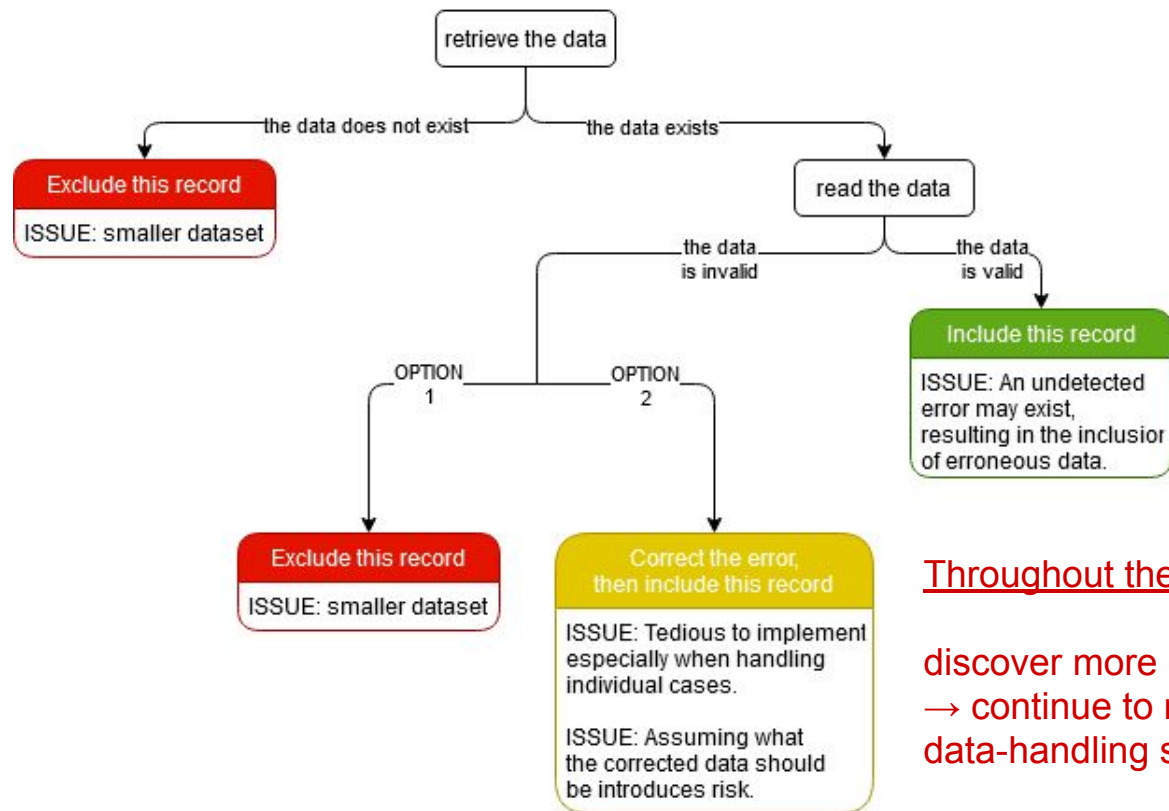 retrieve the data
the data does not exist
the data exists
Exclude this record
ISSUE: smaller dataset
read the data
the data
is invalid
the data
is valid
Include this record
ISSUE: An undetected
error may exist,
resulting in the inclusion
of erroneous data.
OPTION
1
OPTION
2
Exclude this record
ISSUE: smaller dataset
Correct the error,
then include this record
ISSUE: Tedious to implement
especially when handling
individual cases.
ISSUE: Assuming what
the corrected data should
be introduces risk.
Throughout the
discover more
→ continue to
data-handling